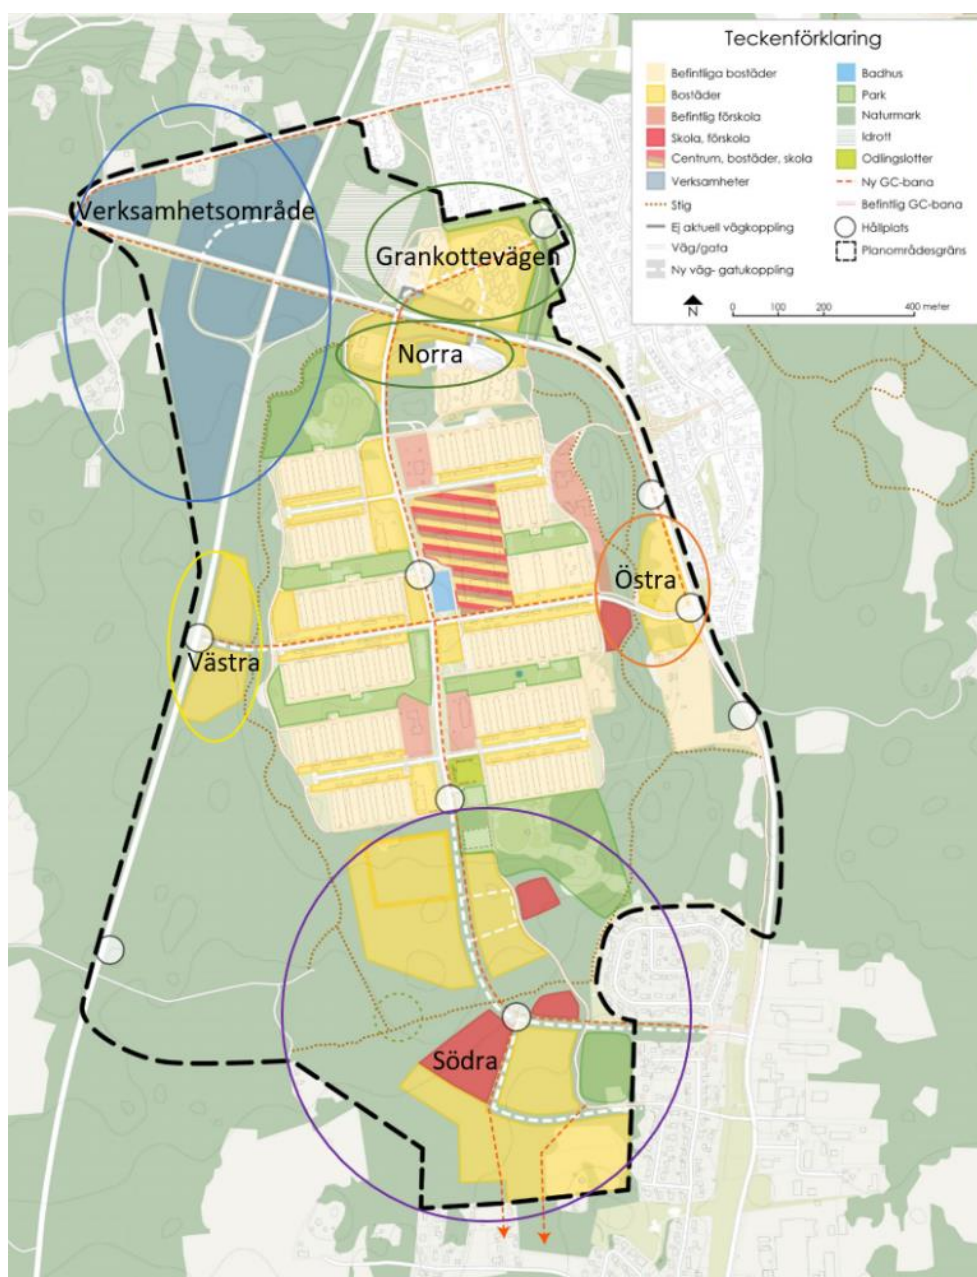 Teckenförklaring
Befintliga bostäder
Bostäder
Befintlig förskola
Skola, förskola
Centrum, bostäder, skola
Verksamheter
Stig
Ej aktuell vägkoppling
Väg/gata
Ny väg- gatukoppling
Badhus
Park
Naturmark
Idrott
Odlingslotter
Ny GC-bana
Befintlig GC-bana
Hållplats
Planområdesgräns
N
0 200 400 meter
Verksamhetsområde
Grankottevägen
Norra
Östra
Västra
Södra